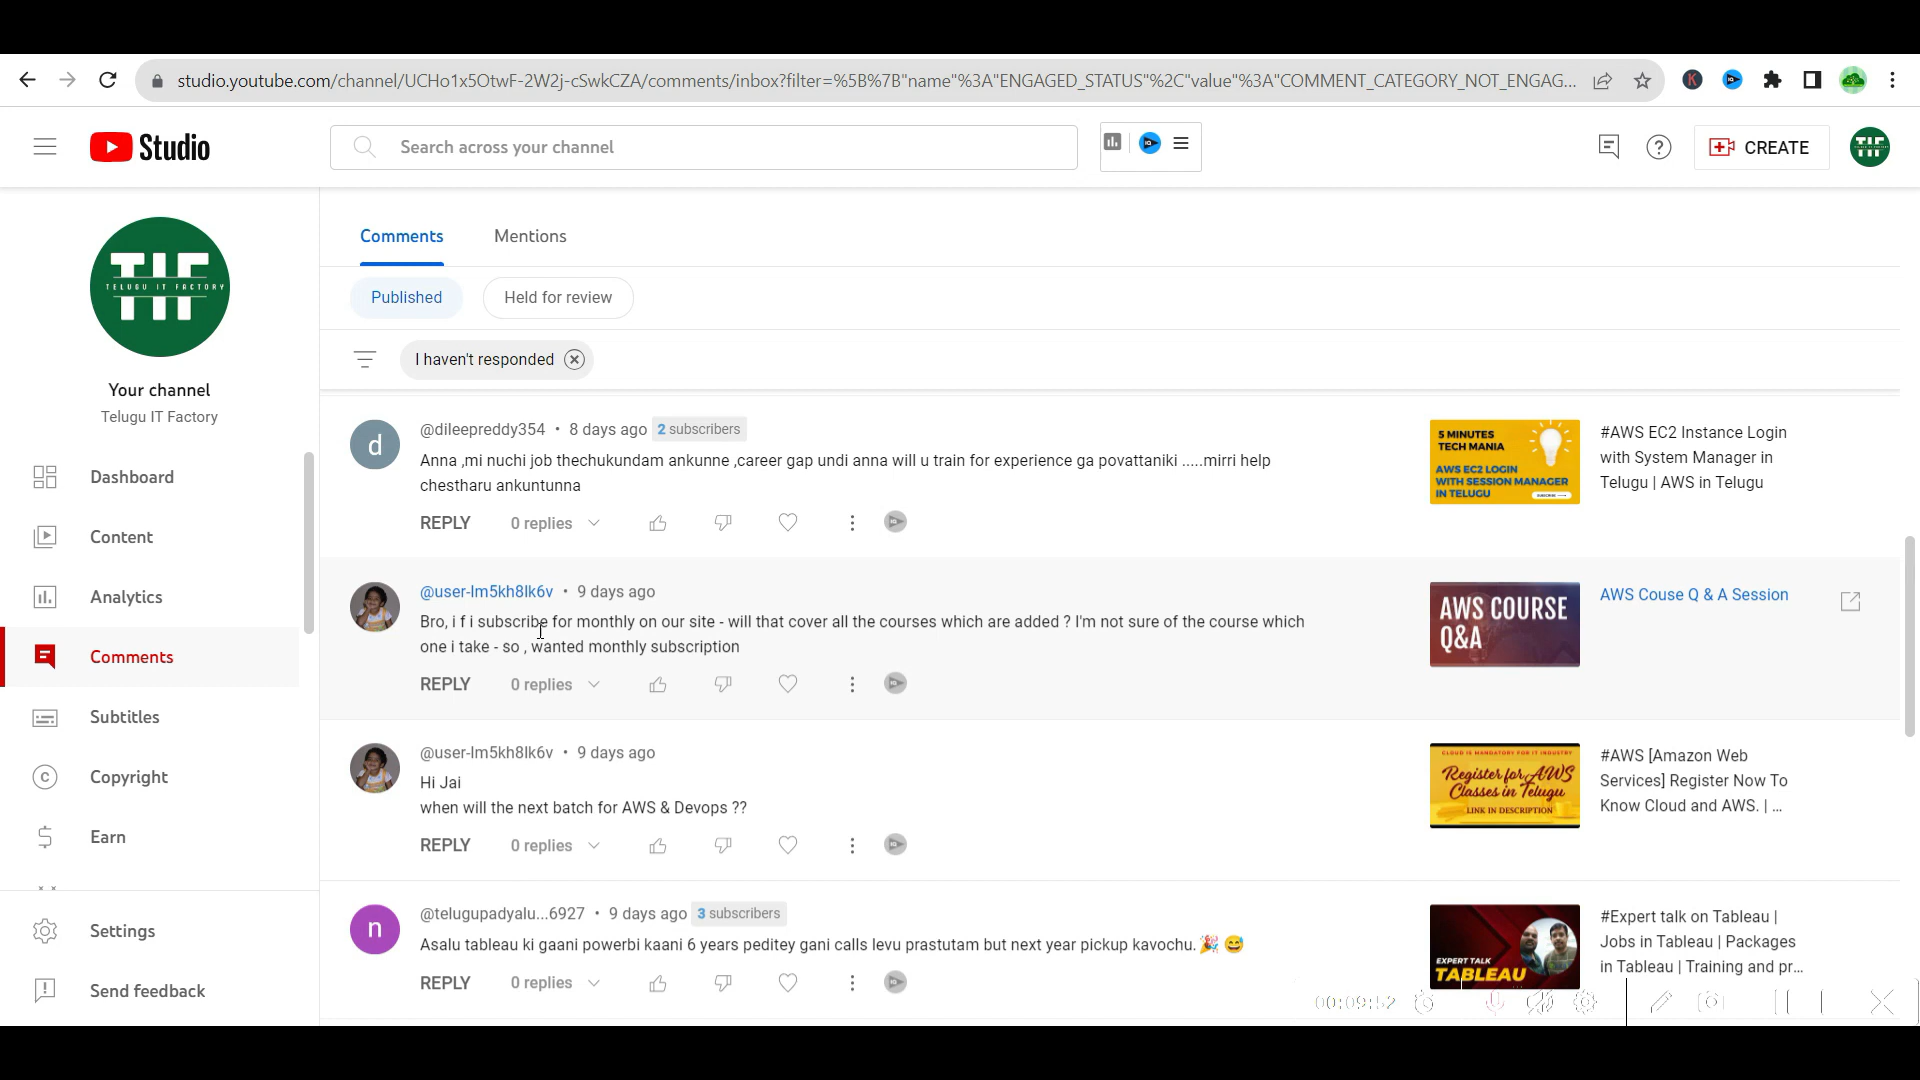 studio.youtube.com/channel/UCHo1x5OtwF-2W2j-cSwkCZA/comments/inbox?filter=%5B%7B"name"%3A"ENGAGED_STATUS"%2C"value"%3A"COMMENT_CATEGORY_NOT_ENGAG...
K
Studio
Search across your channel
CREATE
TIF
TELUGU IT FACTORY
Your channel
Telugu IT Factory
Dashboard
Content
Analytics
Comments
Subtitles
Copyright
Earn
Settings
Send feedback
Comments Mentions
Published Held for review
I haven't responded
d
@dileepreddy354 • 8 days ago 2 subscribers
Anna ,mi nuchi job thechukundam ankunne ,career gap undi anna will u train for experience ga povattaniki .....mirri help
chestharu ankuntunna
REPLY 0 replies
5 MINUTES
TECH MANIA
AWS EC2 LOGIN
WITH SESSION MANAGER
IN TELUGU
SUBSCRIBE
#AWS EC2 Instance Login
with System Manager in
Telugu | AWS in Telugu
@user-lm5kh8lk6v • 9 days ago
Bro, i f i subscribe for monthly on our site - will that cover all the courses which are added ? I'm not sure of the course which
one i take - so , wanted monthly subscription
REPLY 0 replies
AWS COURSE
Q&A
AWS Couse Q & A Session
@user-lm5kh8lk6v • 9 days ago
Hi Jai
when will the next batch for AWS & Devops ??
REPLY 0 replies
CLOUD IS MANDATORY FOR IT INDUSTRY
Register for AWS
Classes in Telugu
LINK IN DESCRIPTION
#AWS [Amazon Web
Services] Register Now To
Know Cloud and AWS. | ...
n
@telugupadyalu...6927 • 9 days ago 3 subscribers
Asalu tableau ki gaani powerbi kaani 6 years peditey gani calls levu prastutam but next year pickup kavochu. 🎉 😅
REPLY 0 replies
EXPERT TALK
TABLEAU
#Expert talk on Tableau |
Jobs in Tableau | Packages
in Tableau | Training and pr...
00:09:52